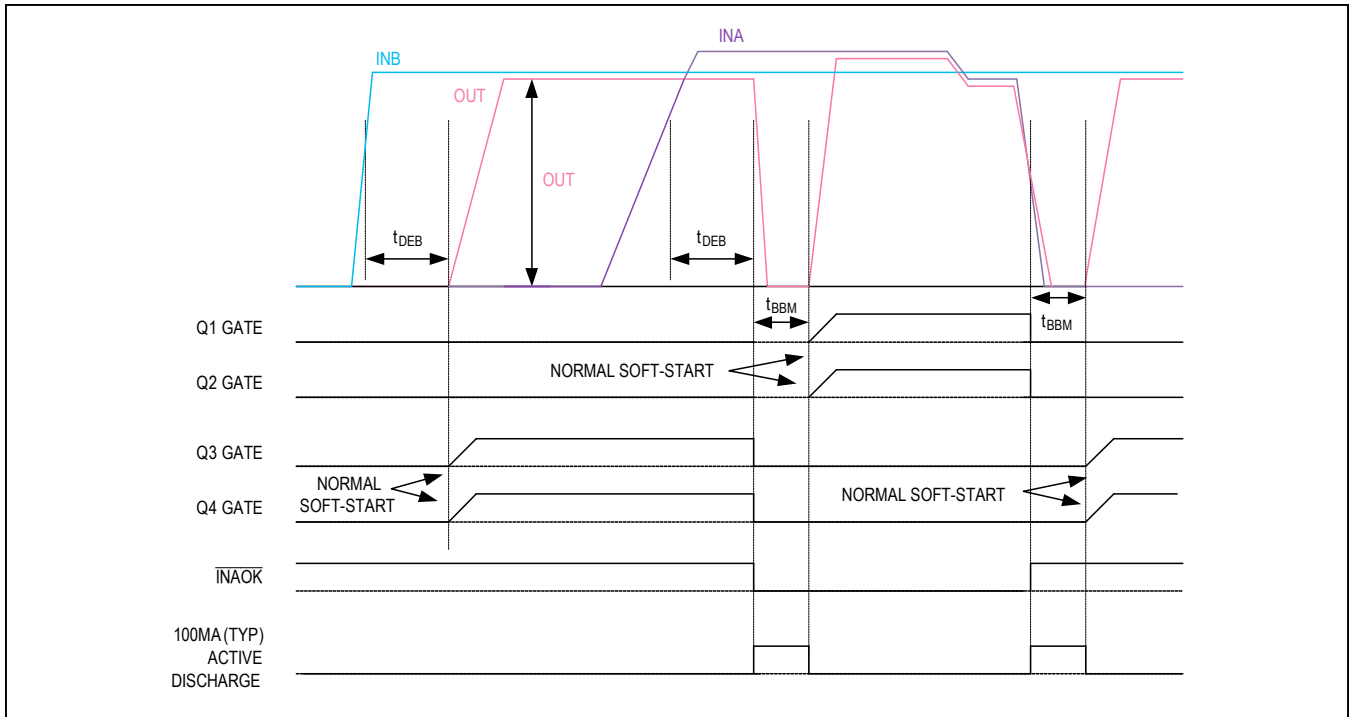 INA
INB
OUT
OUT
tDEB
tDEB
tBBM
tBBM
Q1 GATE
NORMAL SOFT-START
Q2 GATE
Q3 GATE
NORMAL
SOFT-START
NORMAL SOFT-START
Q4 GATE
INAOK
100MA (TYP)
ACTIVE
DISCHARGE